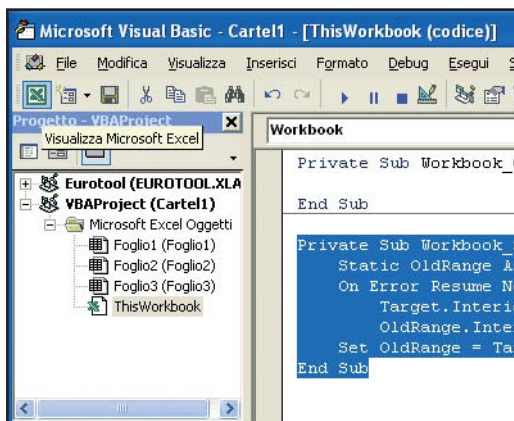 Microsoft Visual Basic - Cartel1 - [ThisWorkbook (codice)]
File Modifica Visualizza Inserisci Formato Debug Esegui
Progetto - VBAProject
Visualizza Microsoft Excel
Workbook
Private Sub Workbook_
End Sub
Eurotool (EUROTOOL.XLA
VBAProject (Cartel1)
Microsoft Excel Oggetti
Foglio1 (Foglio1)
Foglio2 (Foglio2)
Foglio3 (Foglio3)
ThisWorkbook
Private Sub Workbook_
Static OldRange A
On Error Resume N
Target.Interi
OldRange.Inte
Set OldRange = Ta
End Sub